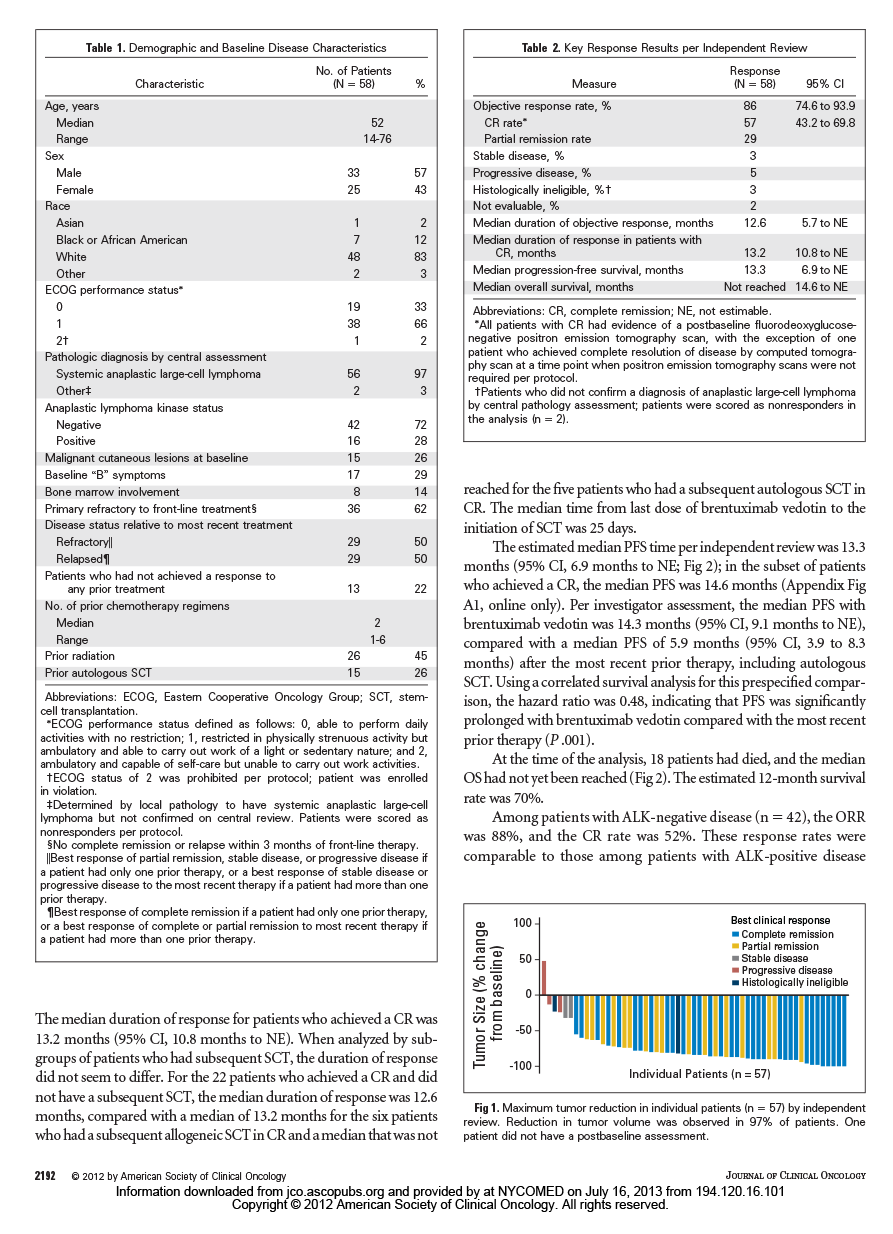 Table 1. Demographic and Baseline Disease Characteristics
Characteristic No. of Patients (N = 58) %
Age, years
Median 52
Range 14-76
Sex
Male 33 57
Female 25 43
Race
Asian 1 2
Black or African American 7 12
White 48 83
Other 2 3
ECOG performance status*
0 19 33
1 38 66
2† 1 2
Pathologic diagnosis by central assessment
Systemic anaplastic large-cell lymphoma 56 97
Other‡ 2 3
Anaplastic lymphoma kinase status
Negative 42 72
Positive 16 28
Malignant cutaneous lesions at baseline 15 26
Baseline “B” symptoms 17 29
Bone marrow involvement 8 14
Primary refractory to front-line treatment§ 36 62
Disease status relative to most recent treatment
Refractory|| 29 50
Relapsed¶ 29 50
Patients who had not achieved a response to
any prior treatment 13 22
No. of prior chemotherapy regimens
Median 2
Range 1-6
Prior radiation 26 45
Prior autologous SCT 15 26
Abbreviations: ECOG, Eastern Cooperative Oncology Group; SCT, stem-
cell transplantation.
*ECOG performance status defined as follows: 0, able to perform daily
activities with no restriction; 1, restricted in physically strenuous activity but
ambulatory and able to carry out work of a light or sedentary nature; and 2,
ambulatory and capable of self-care but unable to carry out work activities.
†ECOG status of 2 was prohibited per protocol; patient was enrolled
in violation.
‡Determined by local pathology to have systemic anaplastic large-cell
lymphoma but not confirmed on central review. Patients were scored as
nonresponders per protocol.
§No complete remission or relapse within 3 months of front-line therapy.
||Best response of partial remission, stable disease, or progressive disease if
a patient had only one prior therapy, or a best response of stable disease or
progressive disease to the most recent therapy if a patient had more than one
prior therapy.
¶Best response of complete remission if a patient had only one prior therapy,
or a best response of complete or partial remission to most recent therapy if
a patient had more than one prior therapy.
The median duration of response for patients who achieved a CR was
13.2 months (95% CI, 10.8 months to NE). When analyzed by sub-
groups of patients who had subsequent SCT, the duration of response
did not seem to differ. For the 22 patients who achieved a CR and did
not have a subsequent SCT, the median duration of response was 12.6
months, compared with a median of 13.2 months for the six patients
who had a subsequent allogeneic SCT in CR and a median that was not
Table 2. Key Response Results per Independent Review
Measure Response (N = 58) 95% CI
Objective response rate, % 86 74.6 to 93.9
CR rate* 57 43.2 to 69.8
Partial remission rate 29
Stable disease, % 3
Progressive disease, % 5
Histologically ineligible, %† 3
Not evaluable, % 2
Median duration of objective response, months 12.6 5.7 to NE
Median duration of response in patients with
CR, months 13.2 10.8 to NE
Median progression-free survival, months 13.3 6.9 to NE
Median overall survival, months Not reached 14.6 to NE
Abbreviations: CR, complete remission; NE, not estimable.
*All patients with CR had evidence of a postbaseline fluorodeoxyglucose-
negative positron emission tomography scan, with the exception of one
patient who achieved complete resolution of disease by computed tomogra-
phy scan at a time point when positron emission tomography scans were not
required per protocol.
†Patients who did not confirm a diagnosis of anaplastic large-cell lymphoma
by central pathology assessment; patients were scored as nonresponders in
the analysis (n = 2).
reached for the five patients who had a subsequent autologous SCT in
CR. The median time from last dose of brentuximab vedotin to the
initiation of SCT was 25 days.
The estimated median PFS time per independent review was 13.3
months (95% CI, 6.9 months to NE; Fig 2); in the subset of patients
who achieved a CR, the median PFS was 14.6 months (Appendix Fig
A1, online only). Per investigator assessment, the median PFS with
brentuximab vedotin was 14.3 months (95% CI, 9.1 months to NE),
compared with a median PFS of 5.9 months (95% CI, 3.9 to 8.3
months) after the most recent prior therapy, including autologous
SCT. Using a correlated survival analysis for this prespecified compar-
ison, the hazard ratio was 0.48, indicating that PFS was significantly
prolonged with brentuximab vedotin compared with the most recent
prior therapy (P .001).
At the time of the analysis, 18 patients had died, and the median
OS had not yet been reached (Fig 2). The estimated 12-month survival
rate was 70%.
Among patients with ALK-negative disease (n = 42), the ORR
was 88%, and the CR rate was 52%. These response rates were
comparable to those among patients with ALK-positive disease
Tumor Size (% change
from baseline)
100
50
0
-50
-100
Best clinical response
Complete remission
Partial remission
Stable disease
Progressive disease
Histologically ineligible
Individual Patients (n = 57)
Fig 1. Maximum tumor reduction in individual patients (n = 57) by independent
review. Reduction in tumor volume was observed in 97% of patients. One
patient did not have a postbaseline assessment.
2192 © 2012 by American Society of Clinical Oncology JOURNAL OF CLINICAL ONCOLOGY
Information downloaded from jco.ascopubs.org and provided by at NYCOMED on July 16, 2013 from 194.120.16.101
Copyright © 2012 American Society of Clinical Oncology. All rights reserved.